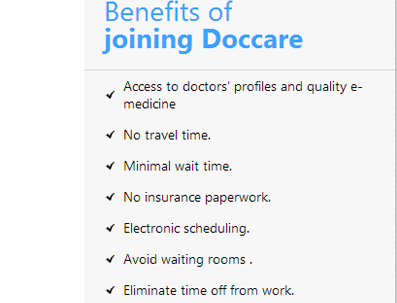 Benefits of
joining Doccare
Access to doctors’ profiles and quality e-
medicine
No travel time.
Minimal wait time.
No insurance paperwork.
Electronic scheduling.
Avoid waiting rooms .
Eliminate time off from work.